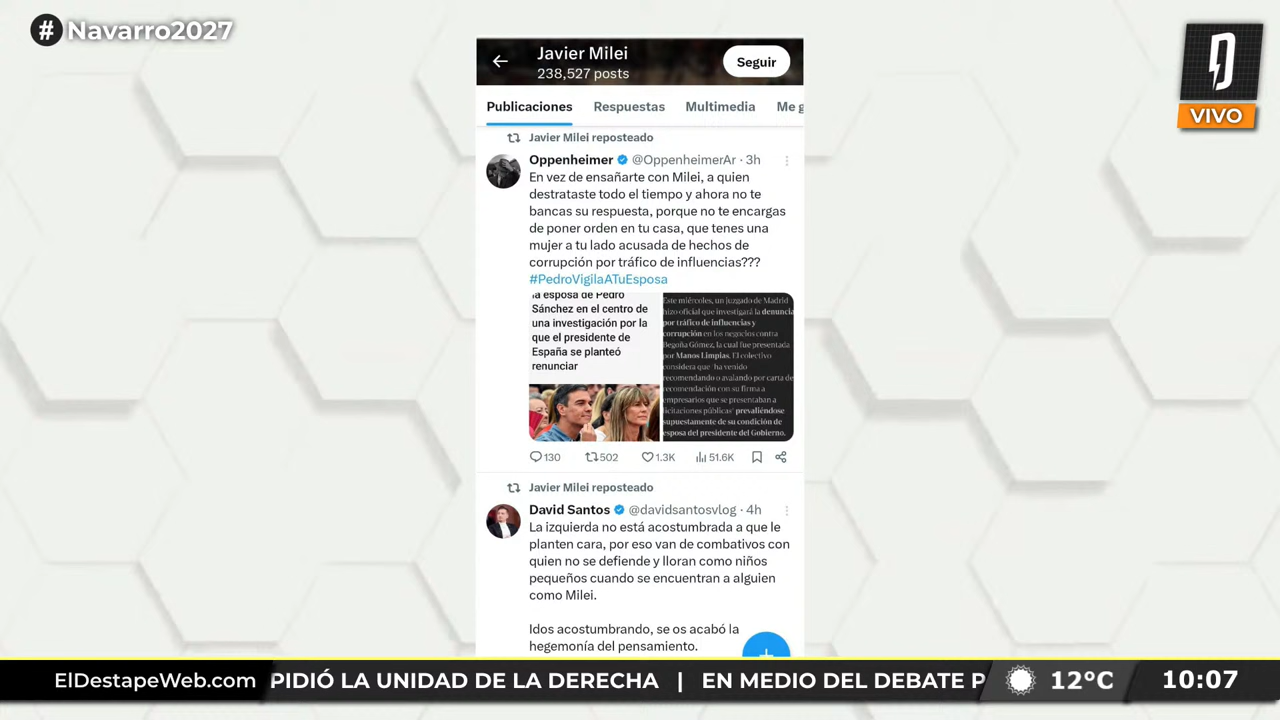 # Navarro2027
VIVO
Javier Milei
238,527 posts
Seguir
Publicaciones Respuestas Multimedia Me g
Javier Milei reposteado
Oppenheimer @OppenheimerAr · 3h
En vez de ensañarte con Milei, a quien
destrataste todo el tiempo y ahora no te
bancas su respuesta, porque no te encargas
de poner orden en tu casa, que tenes una
mujer a tu lado acusada de hechos de
corrupción por tráfico de influencias???
#PedroVigilaATuEsposa
la esposa de Pedro
Sánchez en el centro de
una investigación por la
que el presidente de
España se planteó
renunciar
Este miércoles, un juzgado de Madrid
hizo oficial que investigará la denuncia
por tráfico de influencias y
corrupción en los negocios contra
Begoña Gómez, la cual fue presentada
por Manos Limpias. El colectivo
considera que "ha venido
recomendando o avalando por carta de
recomendación con su firma a
empresarios que se presentaban a
licitaciones públicas" prevaliéndose
supuestamente de su condición de
esposa del presidente del Gobierno.
130 502 1.3K 51.6K
Javier Milei reposteado
David Santos @davidsantosvlog · 4h
La izquierda no está acostumbrada a que le
planten cara, por eso van de combativos con
quien no se defiende y lloran como niños
pequeños cuando se encuentran a alguien
como Milei.
Idos acostumbrando, se os acabó la
hegemonía del pensamiento.
ElDestapeWeb.com PIDIÓ LA UNIDAD DE LA DERECHA | EN MEDIO DEL DEBATE P 12°C 10:07